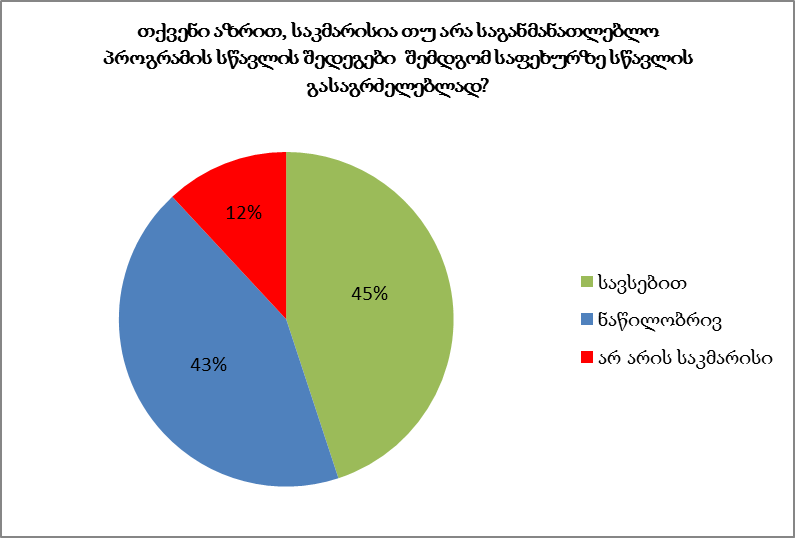 თქვენი აზრით, საკმარისია თუ არა საგანმანათლებლო
პროგრამის სწავლის შედეგები შემდგომ საფეხურზე სწავლის
გასაგრძელებლად?
12%
45%
43%
სავსებით
ნაწილობრივ
არ არის საკმარისი